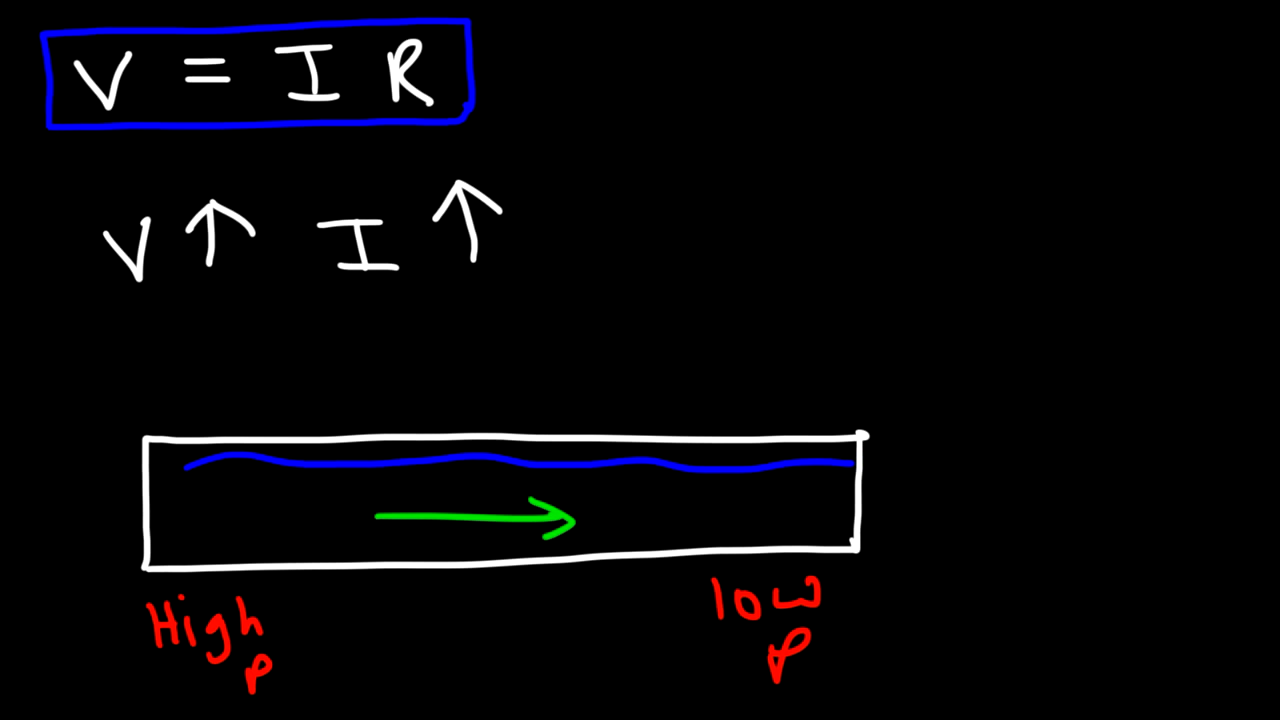 V = I R
V ↑ I ↑
High low
P P